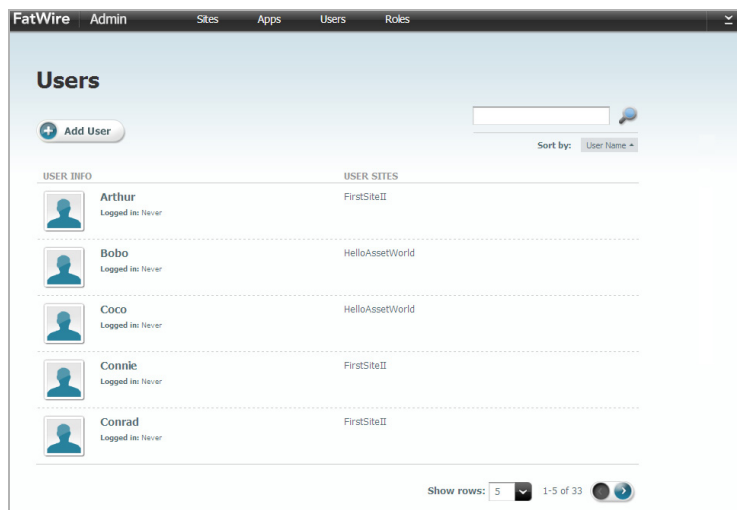 FatWire Admin Sites Apps Users Roles
Users
Add User
Sort by: User Name
USER INFO USER SITES
Arthur FirstSiteII
Logged in: Never
Bobo HelloAssetWorld
Logged in: Never
Coco HelloAssetWorld
Logged in: Never
Connie FirstSiteII
Logged in: Never
Conrad FirstSiteII
Logged in: Never
Show rows: 5 1-5 of 33